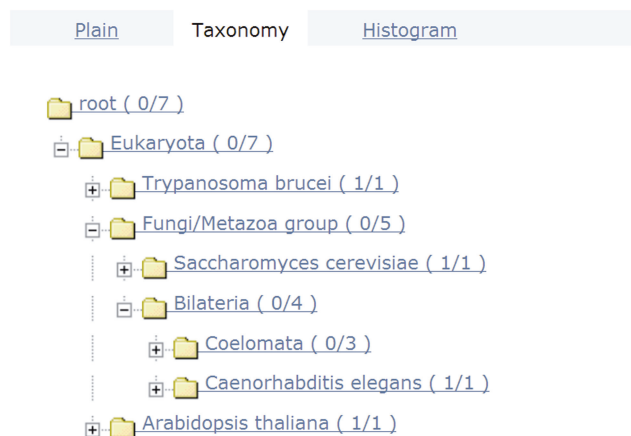 Plain Taxonomy Histogram
root ( 0/7 )
Eukaryota ( 0/7 )
Trypanosoma brucei ( 1/1 )
Fungi/Metazoa group ( 0/5 )
Saccharomyces cerevisiae ( 1/1 )
Bilateria ( 0/4 )
Coelomata ( 0/3 )
Caenorhabditis elegans ( 1/1 )
Arabidopsis thaliana ( 1/1 )